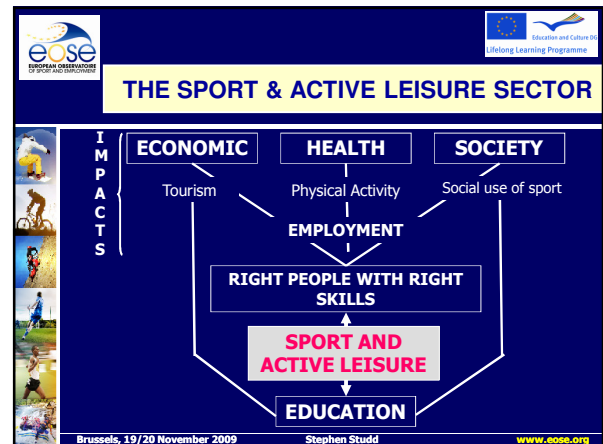 eose
EUROPEAN OBSERVATOIRE
OF SPORT AND EMPLOYMENT
Education and Culture DG
Lifelong Learning Programme
THE SPORT & ACTIVE LEISURE SECTOR
IMPACTS
ECONOMIC HEALTH SOCIETY
Tourism Physical Activity Social use of sport
EMPLOYMENT
RIGHT PEOPLE WITH RIGHT
SKILLS
SPORT AND
ACTIVE LEISURE
EDUCATION
Brussels, 19/20 November 2009 Stephen Studd www.eose.org